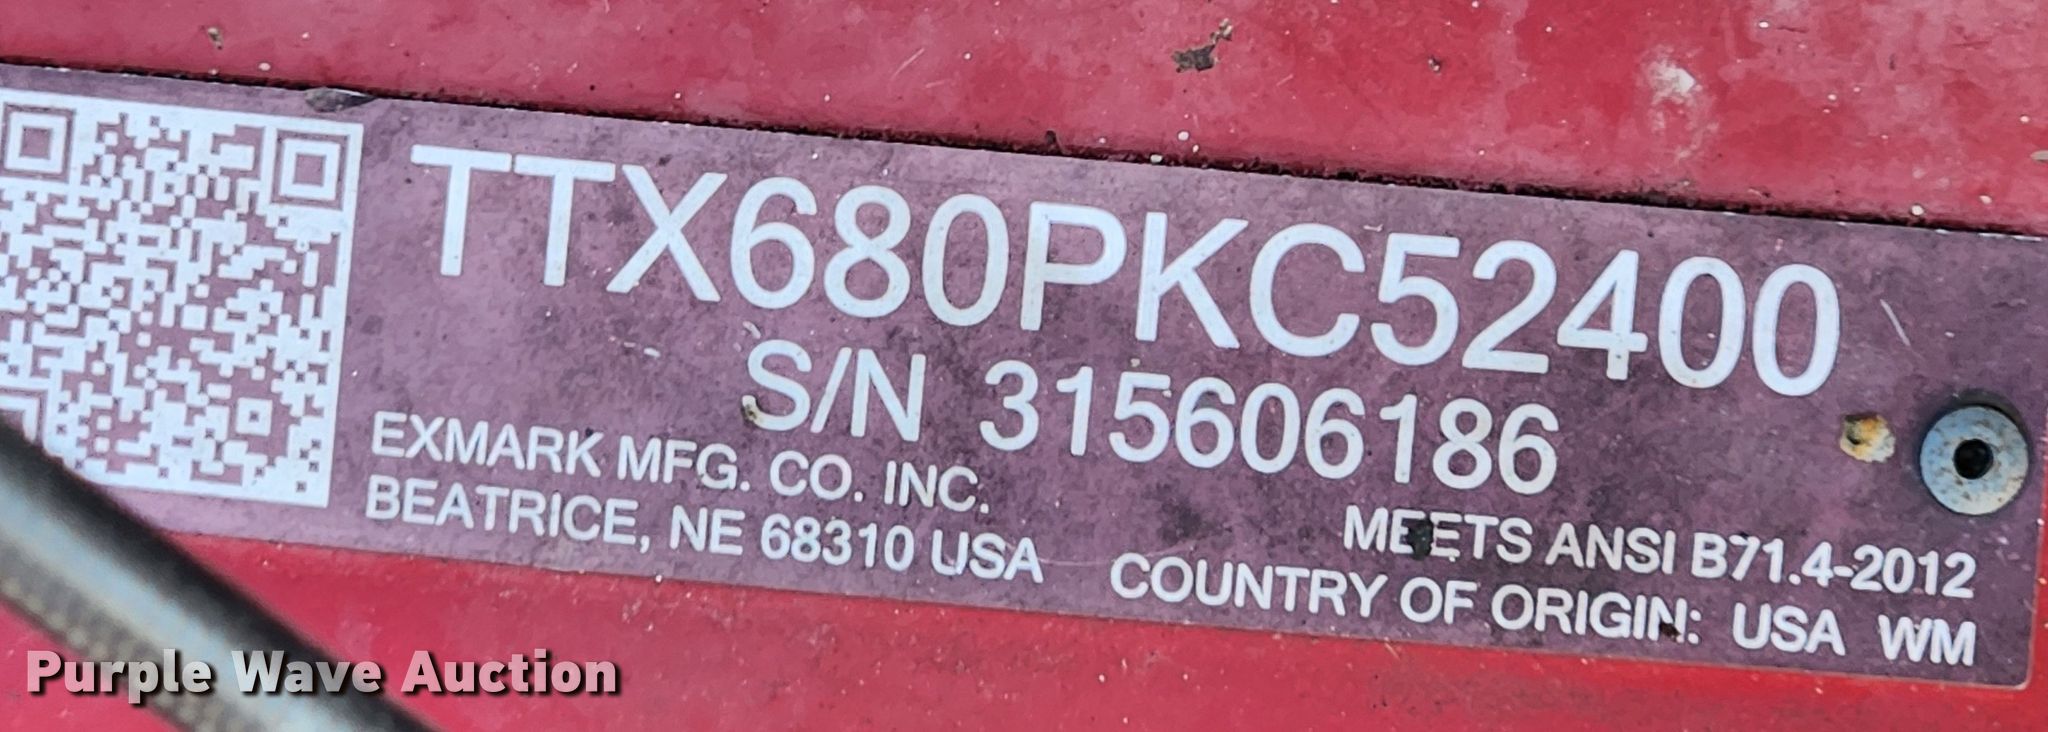 TTX680PKC52400
S/N 315606186
EXMARK MFG. CO. INC.
BEATRICE, NE 68310 USA
MEETS ANSI B71.4-2012
COUNTRY OF ORIGIN: USA WM
Purple Wave Auction